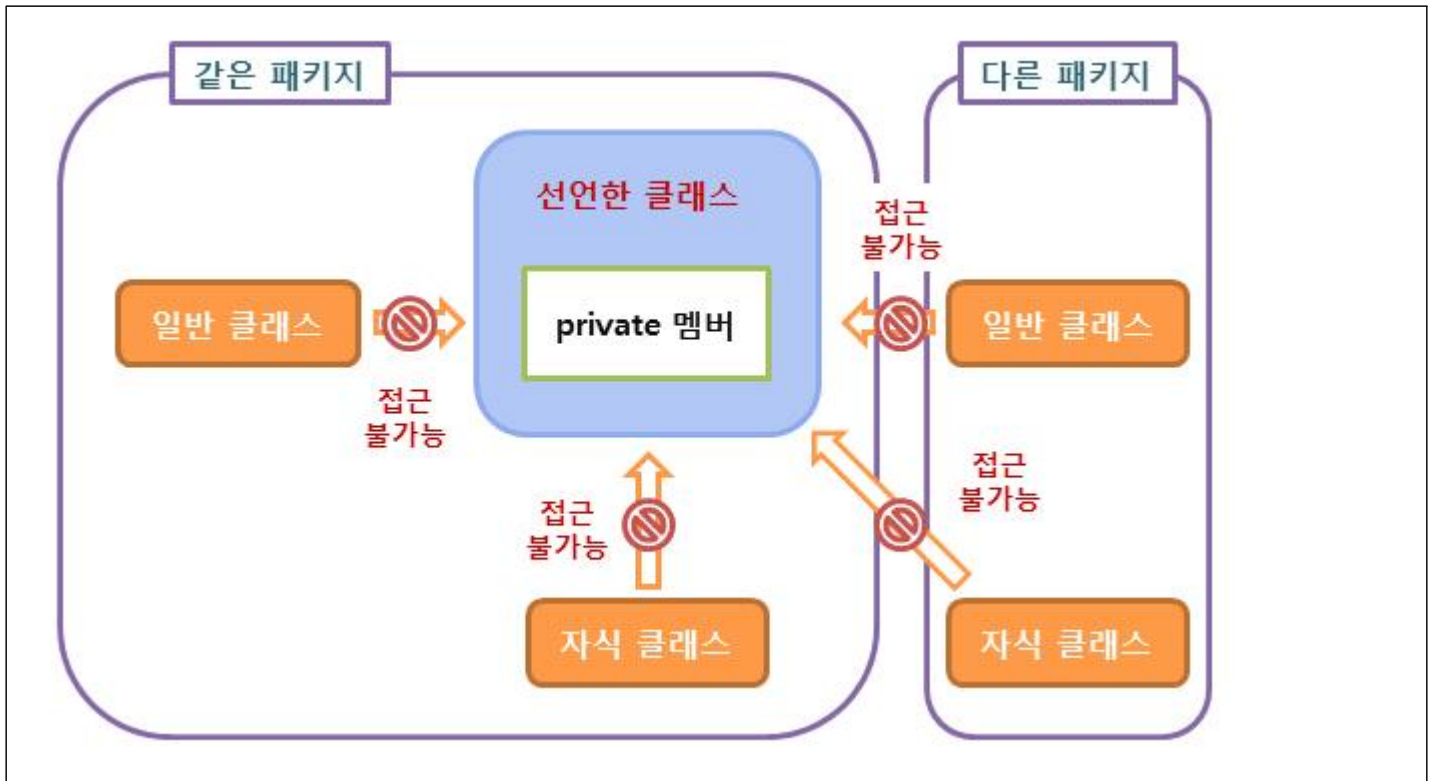 같은 패키지
다른 패키지
선언한 클래스
접근
불가능
일반 클래스
private 멤버
일반 클래스
접근
불가능
접근
불가능
접근
불가능
자식 클래스
자식 클래스